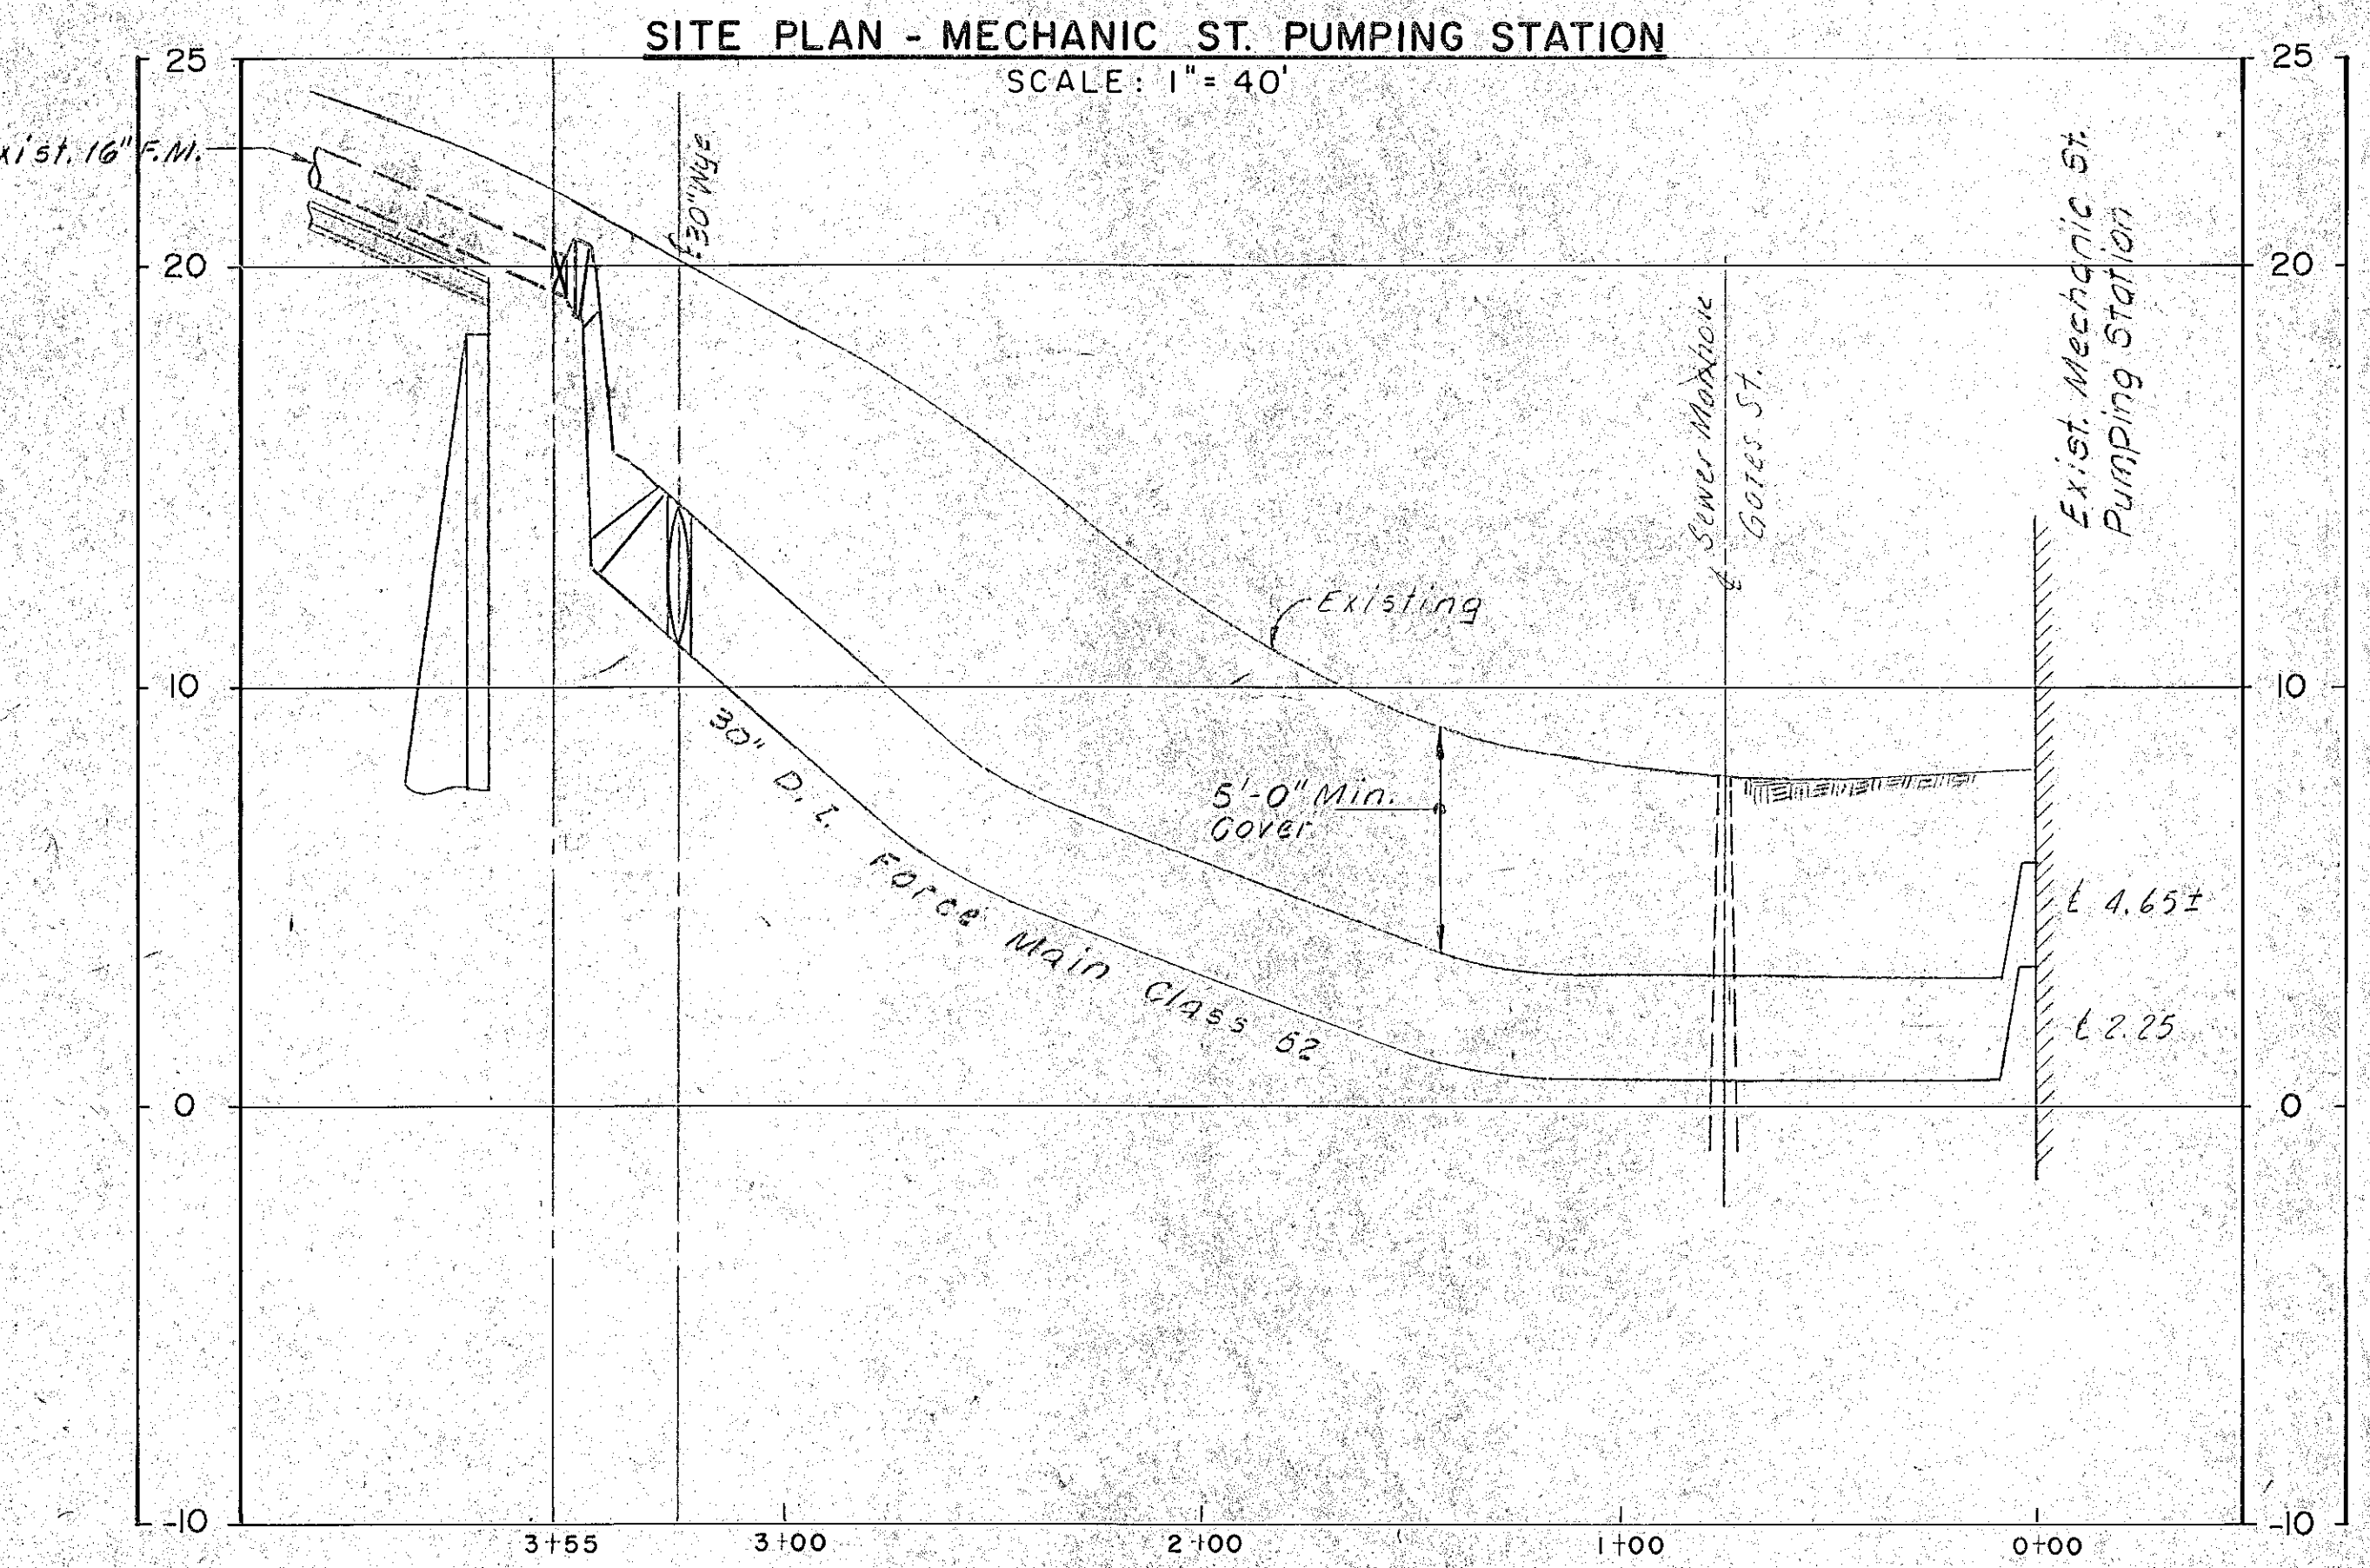 SITE PLAN - MECHANIC ST. PUMPING STATION
SCALE: 1" = 40'
25
25
xist. 16" F.M.
℄ 30" Wye
20
20
Sewer Manhole
Gates St.
Exist. Mechanic St.
Pumping Station
Existing
10
10
30" D.I. Force Main Class 52
5'-0" Min.
Cover
℄ 4.65±
℄ 2.25
0
0
-10
-10
3+55
3+00
2+00
1+00
0+00